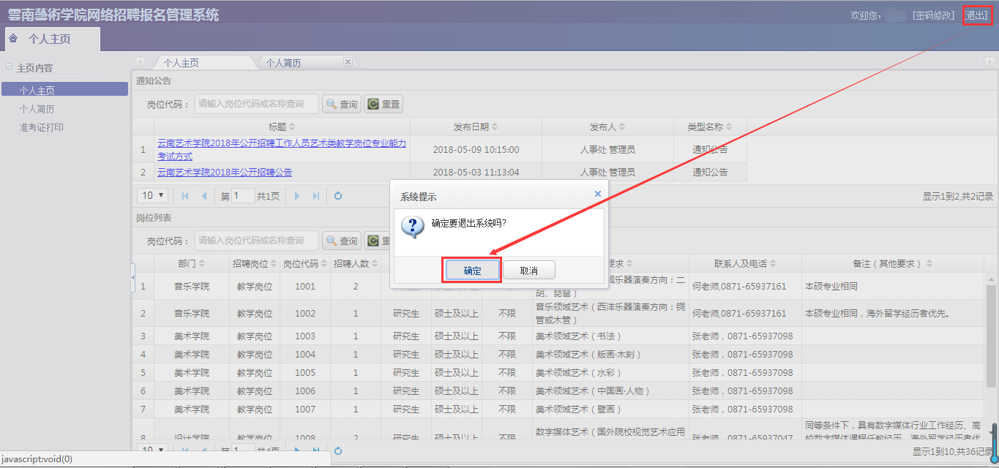 雲南藝術学院网络招聘报名管理系统
欢迎您, [密码修改] [退出]
个人主页
主页内容
个人主页
个人简历
准考证打印
个人主页 个人简历
通知公告
岗位代码： 请输入岗位代码或名称查询 查询 重置
标题 发布日期 发布人 类型名称
1 云南艺术学院2018年公开招聘工作人员艺术类教学岗位专业能力
考试方式 2018-05-09 10:15:00 人事处 管理员 通知公告
2 云南艺术学院2018年公开招聘公告 2018-05-03 11:13:04 人事处 管理员 通知公告
10 第 1 共1页 显示1到2,共2记录
岗位列表
岗位代码： 请输入岗位代码或名称查询 查询
系统提示
确定要退出系统吗?
确定 取消
部门 招聘岗位 岗位代码 招聘人数 要求 联系人及电话 备注（其他要求）
1 音乐学院 教学岗位 1001 2 国乐器演奏方向：二
胡、琵琶） 何老师,0871-65937161 本硕专业相同
2 音乐学院 教学岗位 1002 1 研究生 硕士及以上 不限 音乐领域艺术（西洋乐器演奏方向：铜
管或木管） 何老师,0871-65937161 本硕专业相同，海外留学经历者优先。
3 美术学院 教学岗位 1003 1 研究生 硕士及以上 不限 美术领域艺术（书法） 张老师，0871-65937098
4 美术学院 教学岗位 1004 1 研究生 硕士及以上 不限 美术领域艺术（版画·木刻） 张老师，0871-65937098
5 美术学院 教学岗位 1005 1 研究生 硕士及以上 不限 美术领域艺术（水彩） 张老师，0871-65937098
6 美术学院 教学岗位 1006 1 研究生 硕士及以上 不限 美术领域艺术（中国画·人物） 张老师，0871-65937098
7 美术学院 教学岗位 1007 1 研究生 硕士及以上 不限 美术领域艺术（壁画） 张老师，0871-65937098
8 设计学院 教学岗位 1008 2 研究生 硕士及以上 不限 数字媒体艺术（国外院校视觉艺术应用 张老师，0871-65937047 同等条件下，具有数字媒体行业工作经历、高
校数字媒体课程任教经历、海外留学经历者优
10 第 1 共4页 显示1到10,共36记录
javascript:void(0)